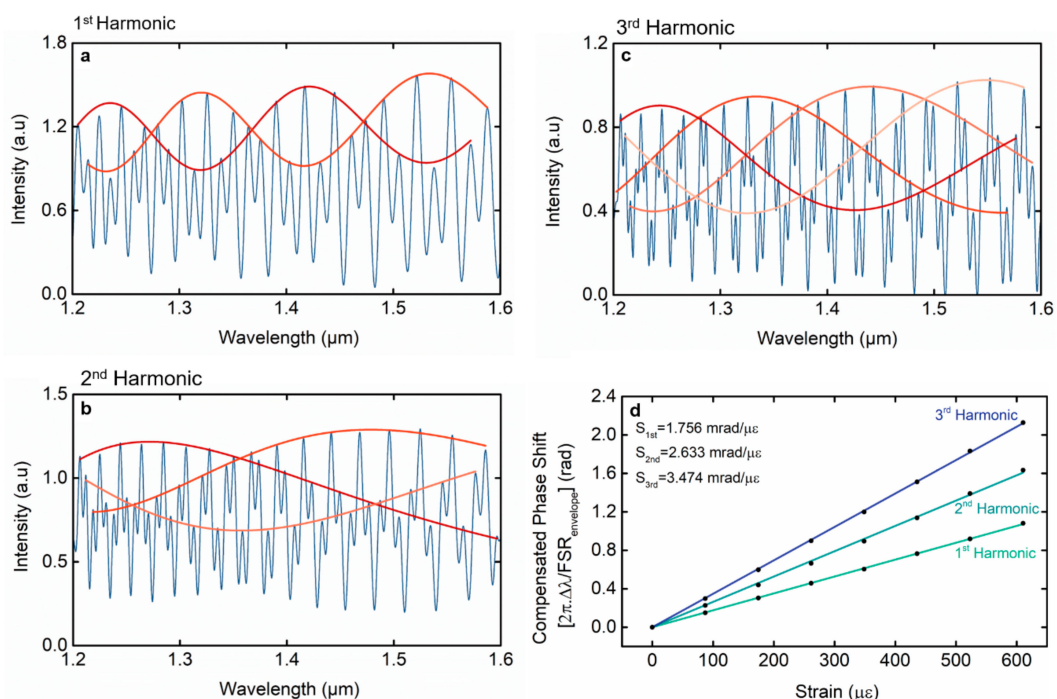 1st Harmonic
a
1.8
1.2
0.6
0.0
Intensity (a.u)
1.2 1.3 1.4 1.5 1.6
Wavelength (µm)
3rd Harmonic
c
1.2
0.8
0.4
0.0
Intensity (a.u)
1.2 1.3 1.4 1.5 1.6
Wavelength (µm)
2nd Harmonic
b
1.5
1.0
0.5
0.0
Intensity (a.u)
1.2 1.3 1.4 1.5 1.6
Wavelength (µm)
d
2.4
2.0
1.6
1.2
0.8
0.4
0.0
Compensated Phase Shift
[2π.Δλ/FSRenvelope] (rad)
S1st=1.756 mrad/µε
S2nd=2.633 mrad/µε
S3rd=3.474 mrad/µε
3rd Harmonic
2nd Harmonic
1st Harmonic
0 100 200 300 400 500 600
Strain (µε)